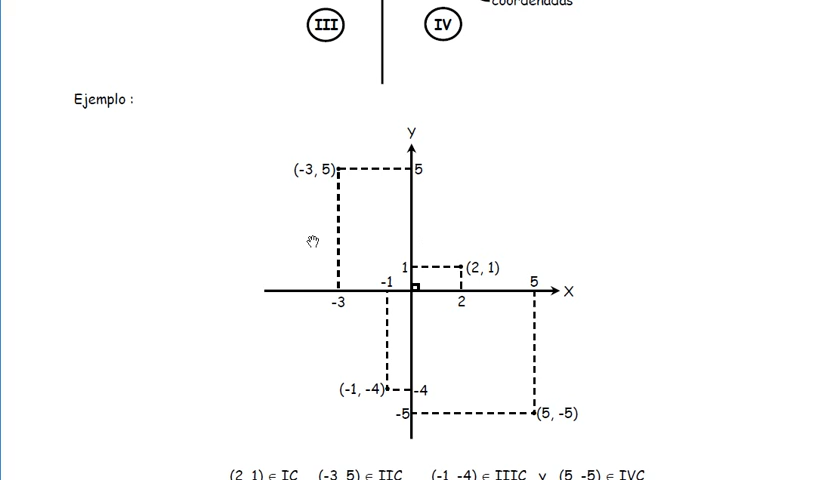 coordenadas
III IV
Ejemplo :
Y
(-3, 5) 5
1 (2, 1)
-1 5
X
-3 2
(-1, -4) -4
-5 (5, -5)
(2, 1) ∈ IC (-3, 5) ∈ IIC (-1, -4) ∈ IIIC y (5, -5) ∈ IVC